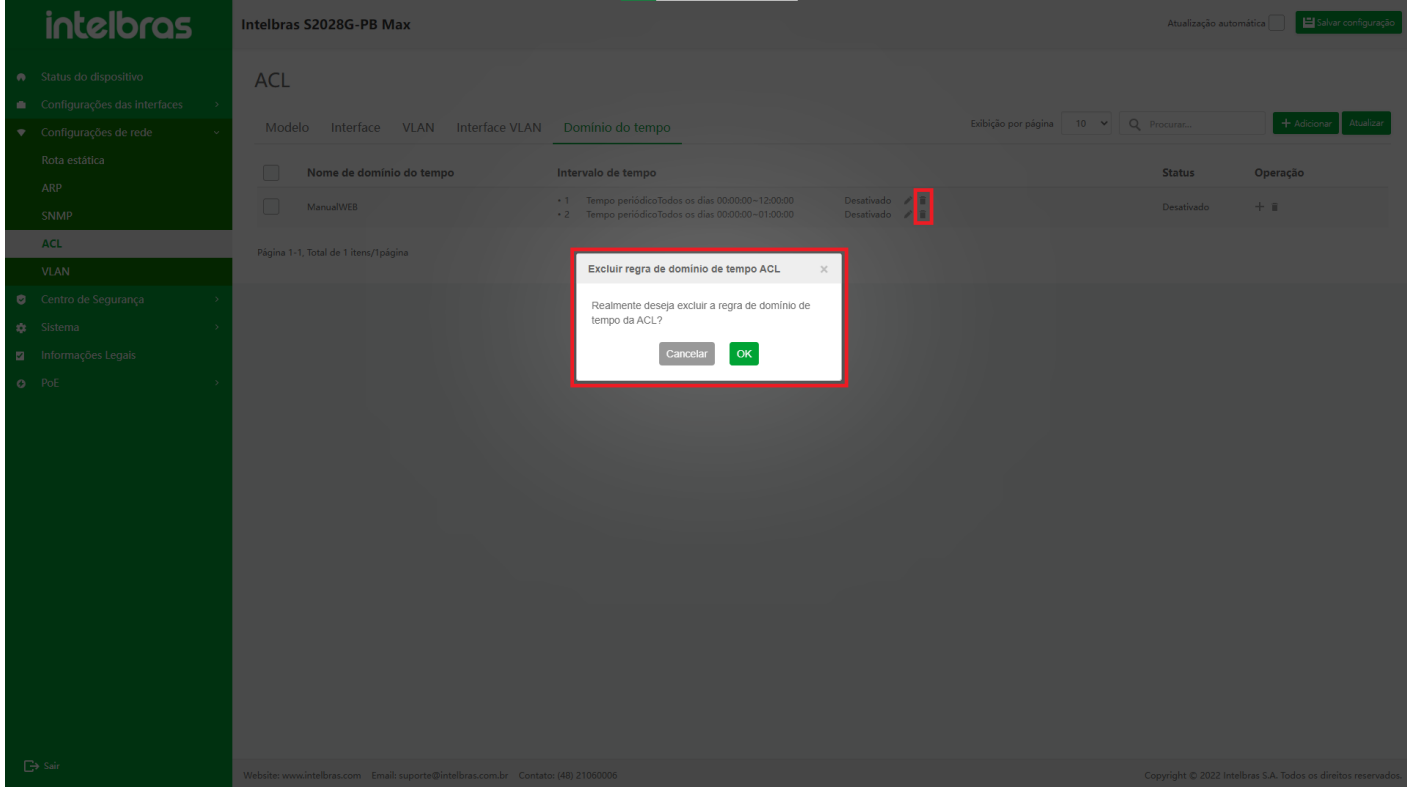 intelbras
Intelbras S2028G-PB Max
Atualização automática
Salvar configuração
Status do dispositivo
Configurações das interfaces
Configurações de rede
Rota estática
ARP
SNMP
ACL
VLAN
Centro de Segurança
Sistema
Informações Legais
PoE
Sair
ACL
Modelo Interface VLAN Interface VLAN Domínio do tempo
Exibição por página 10 Procurar... + Adicionar Atualizar
Nome de domínio do tempo Intervalo de tempo Status Operação
ManualWEB
• 1 Tempo periódicoTodos os dias 00:00:00~12:00:00 Desativado
• 2 Tempo periódicoTodos os dias 00:00:00~01:00:00 Desativado
Desativado
Página 1-1, Total de 1 itens/1página
Excluir regra de domínio de tempo ACL ×
Realmente deseja excluir a regra de domínio de
tempo da ACL?
Cancelar OK
Website: www.intelbras.com Email: suporte@intelbras.com.br Contato: (48) 21060006
Copyright © 2022 Intelbras S.A. Todos os direitos reservados.